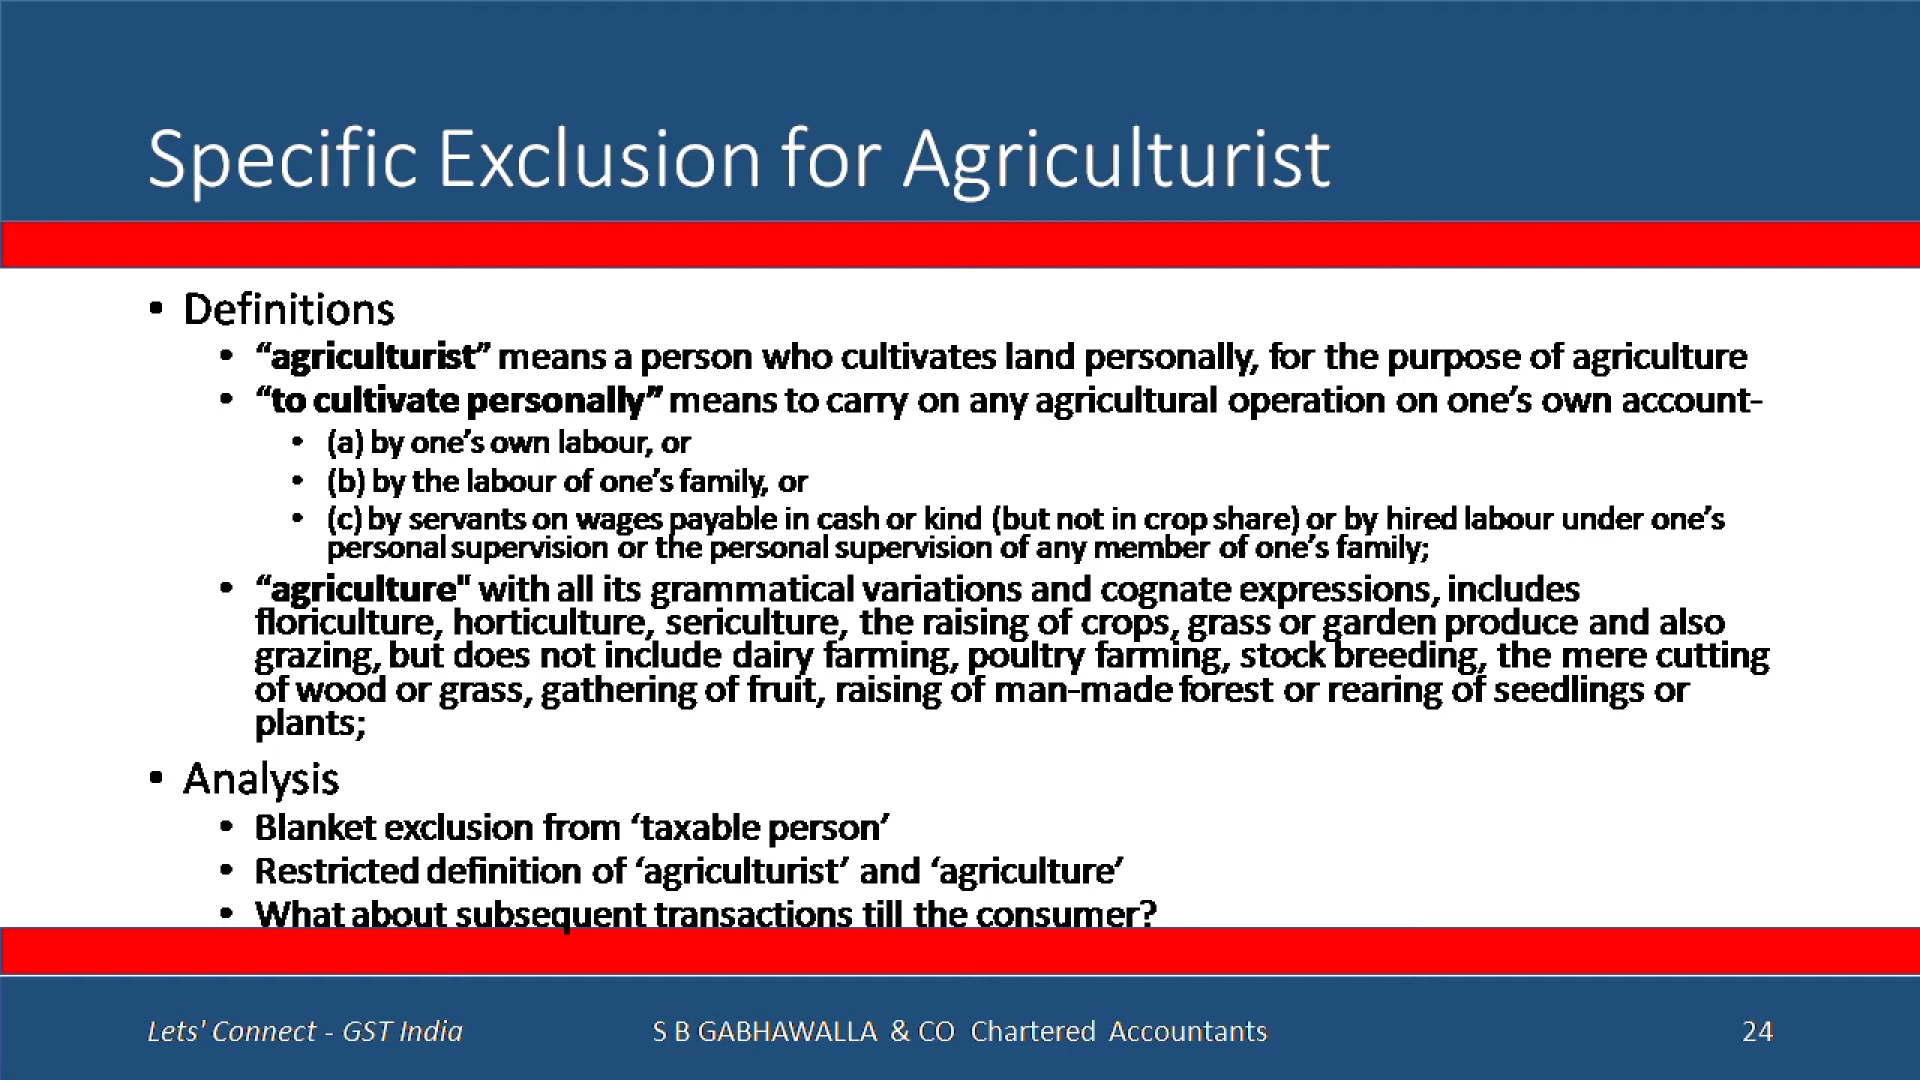 Specific Exclusion for Agriculturist
• Definitions
• “agriculturist” means a person who cultivates land personally, for the purpose of agriculture
• “to cultivate personally” means to carry on any agricultural operation on one’s own account-
• (a) by one’s own labour, or
• (b) by the labour of one’s family, or
• (c) by servants on wages payable in cash or kind (but not in crop share) or by hired labour under one’s
personal supervision or the personal supervision of any member of one’s family;
• “agriculture" with all its grammatical variations and cognate expressions, includes
floriculture, horticulture, sericulture, the raising of crops, grass or garden produce and also
grazing, but does not include dairy farming, poultry farming, stock breeding, the mere cutting
of wood or grass, gathering of fruit, raising of man-made forest or rearing of seedlings or
plants;
• Analysis
• Blanket exclusion from ‘taxable person’
• Restricted definition of ‘agriculturist’ and ‘agriculture’
• What about subsequent transactions till the consumer?
Lets' Connect - GST India
S B GABHAWALLA & CO Chartered Accountants
24